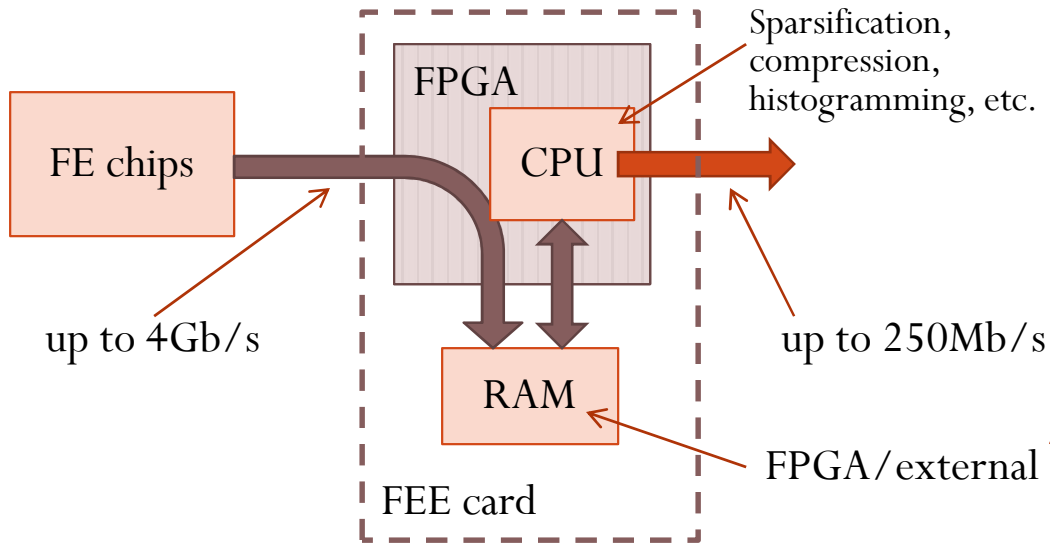 Sparsification,
compression,
histogramming, etc.
FPGA
FE chips
CPU
up to 4Gb/s
up to 250Mb/s
RAM
FPGA/external
FEE card